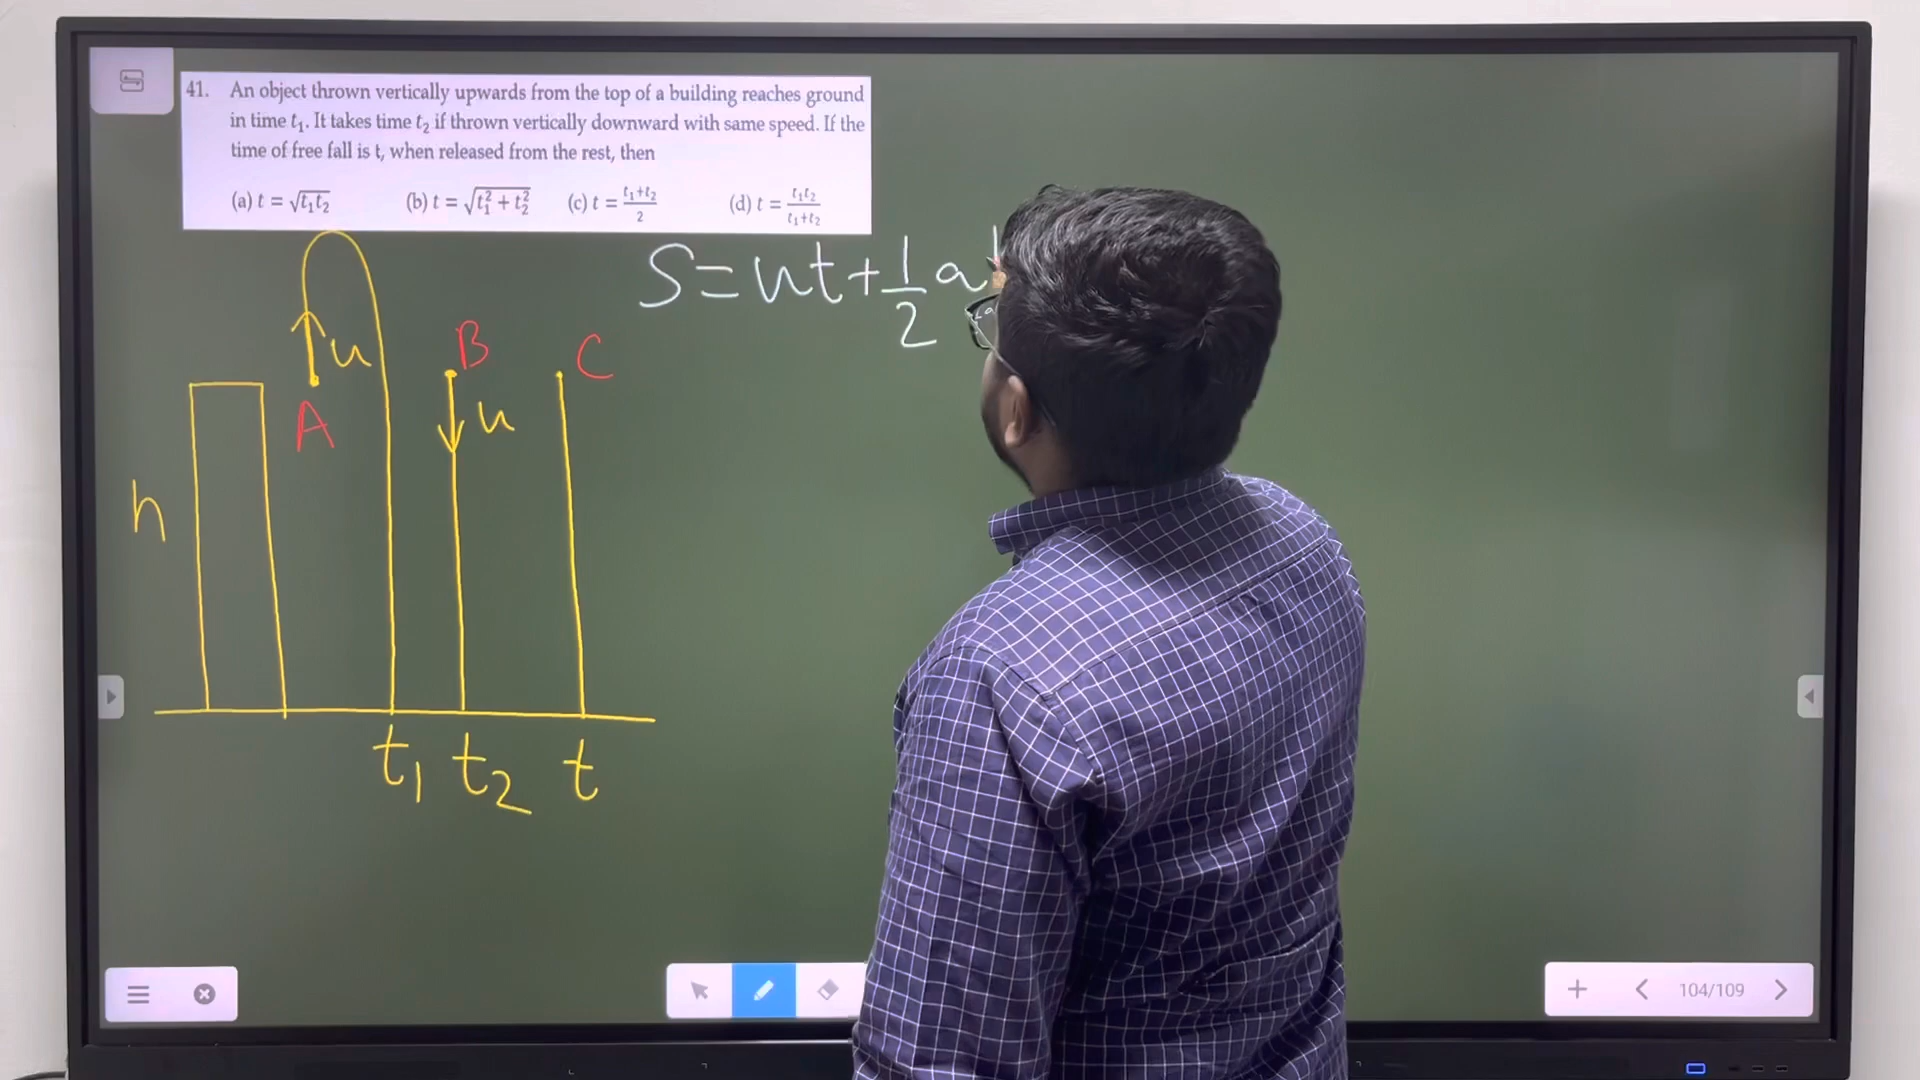 41. An object thrown vertically upwards from the top of a building reaches ground
in time t₁. It takes time t₂ if thrown vertically downward with same speed. If the
time of free fall is t, when released from the rest, then
(a) t = √t₁t₂ (b) t = √t₁² + t₂² (c) t = t₁+t₂/2 (d) t = t₁t₂/t₁+t₂
S = ut + 1/2 a
u
B
C
A
u
h
t₁ t₂ t
104/109